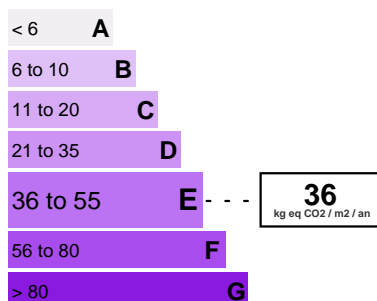 < 6 A
6 to 10 B
11 to 20 C
21 to 35 D
36 to 55 E - - - 36
kg eq CO2 / m2 / an
56 to 80 F
> 80 G